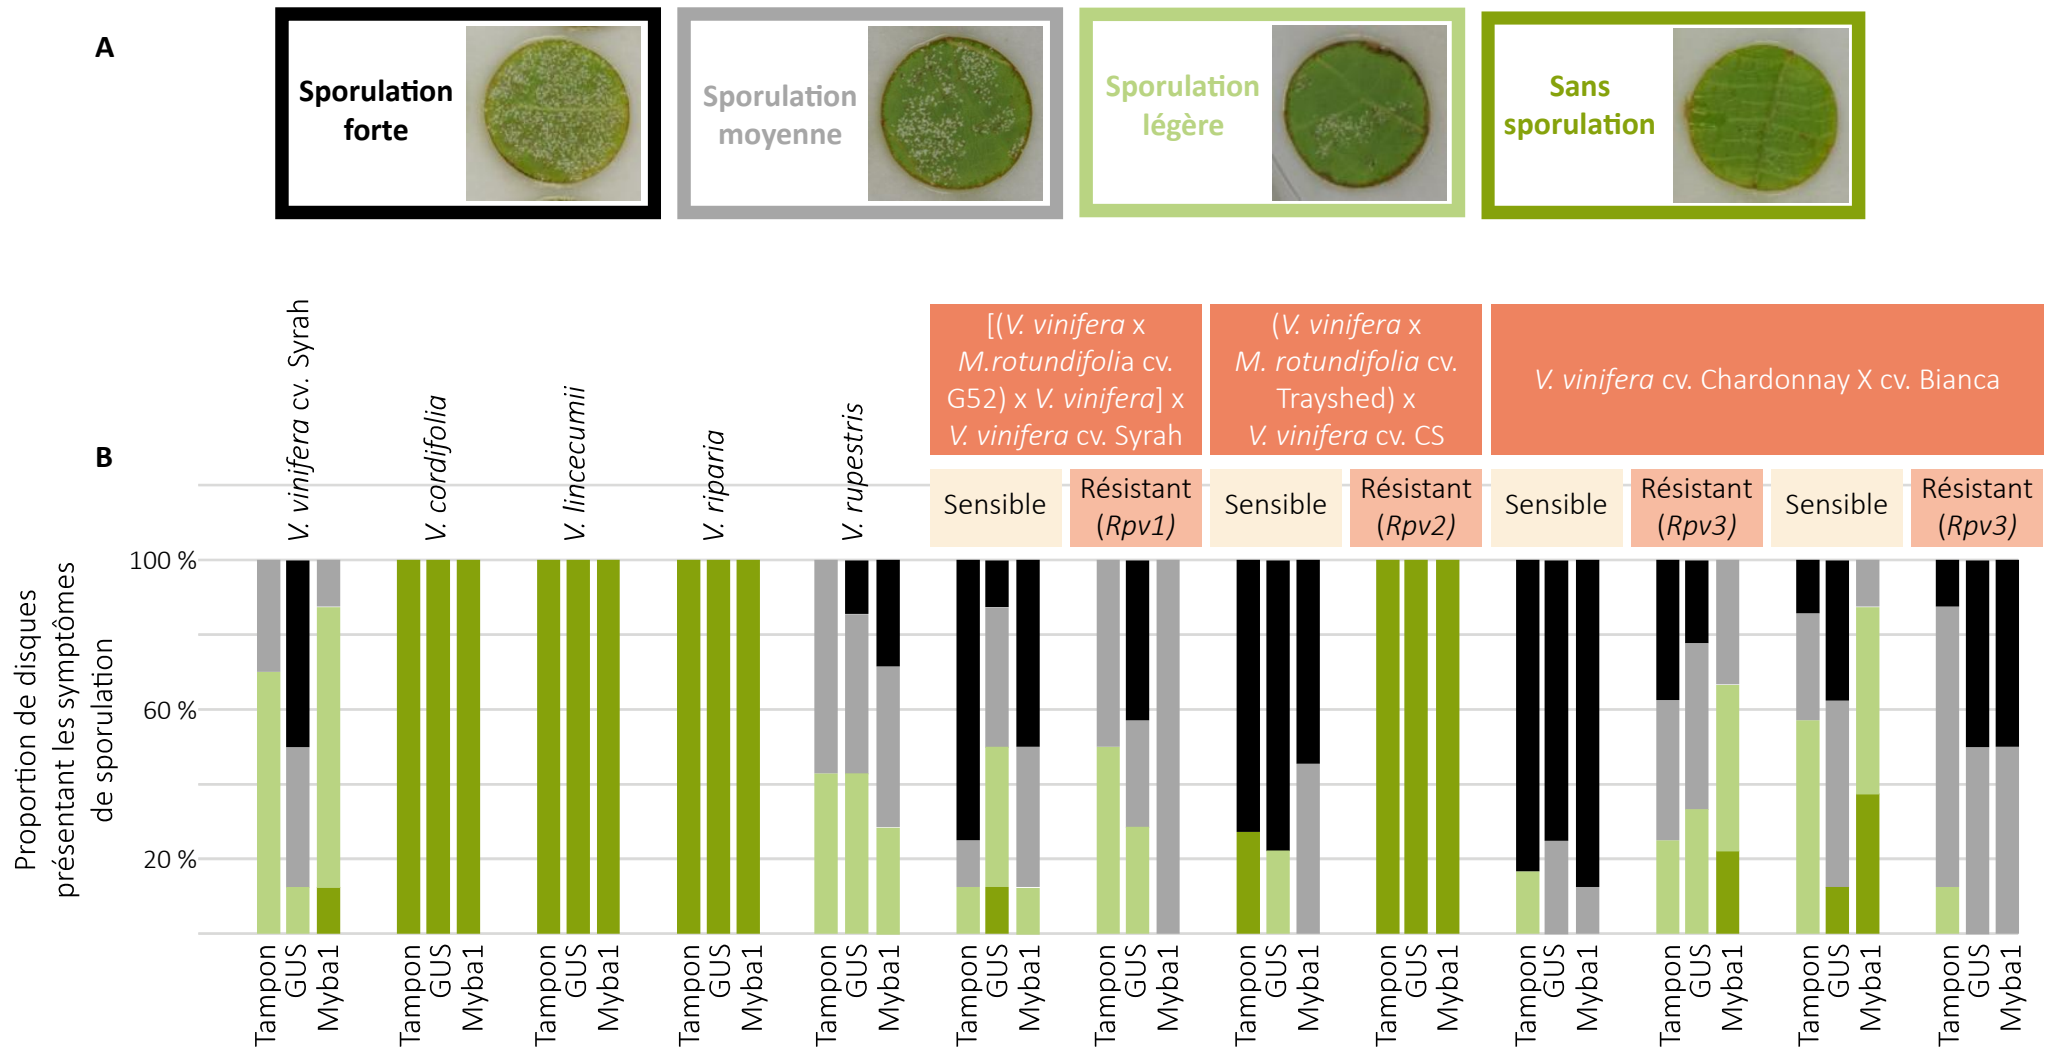 A
Sporulation
forte
Sporulation
moyenne
Sporulation
légère
Sans
sporulation
B
V. vinifera cv. Syrah
V. cordifolia
V. lincecumii
V. riparia
V. rupestris
[(V. vinifera x
M.rotundifolia cv.
G52) x V. vinifera] x
V. vinifera cv. Syrah
(V. vinifera x
M. rotundifolia cv.
Trayshed) x
V. vinifera cv. CS
V. vinifera cv. Chardonnay X cv. Bianca
Sensible
Résistant
(Rpv1)
Sensible
Résistant
(Rpv2)
Sensible
Résistant
(Rpv3)
Sensible
Résistant
(Rpv3)
Proportion de disques
présentant les symptômes
de sporulation
100 %
60 %
20 %
Tampon
GUS
Myba1
Tampon
GUS
Myba1
Tampon
GUS
Myba1
Tampon
GUS
Myba1
Tampon
GUS
Myba1
Tampon
GUS
Myba1
Tampon
GUS
Myba1
Tampon
GUS
Myba1
Tampon
GUS
Myba1
Tampon
GUS
Myba1
Tampon
GUS
Myba1
Tampon
GUS
Myba1
Tampon
GUS
Myba1